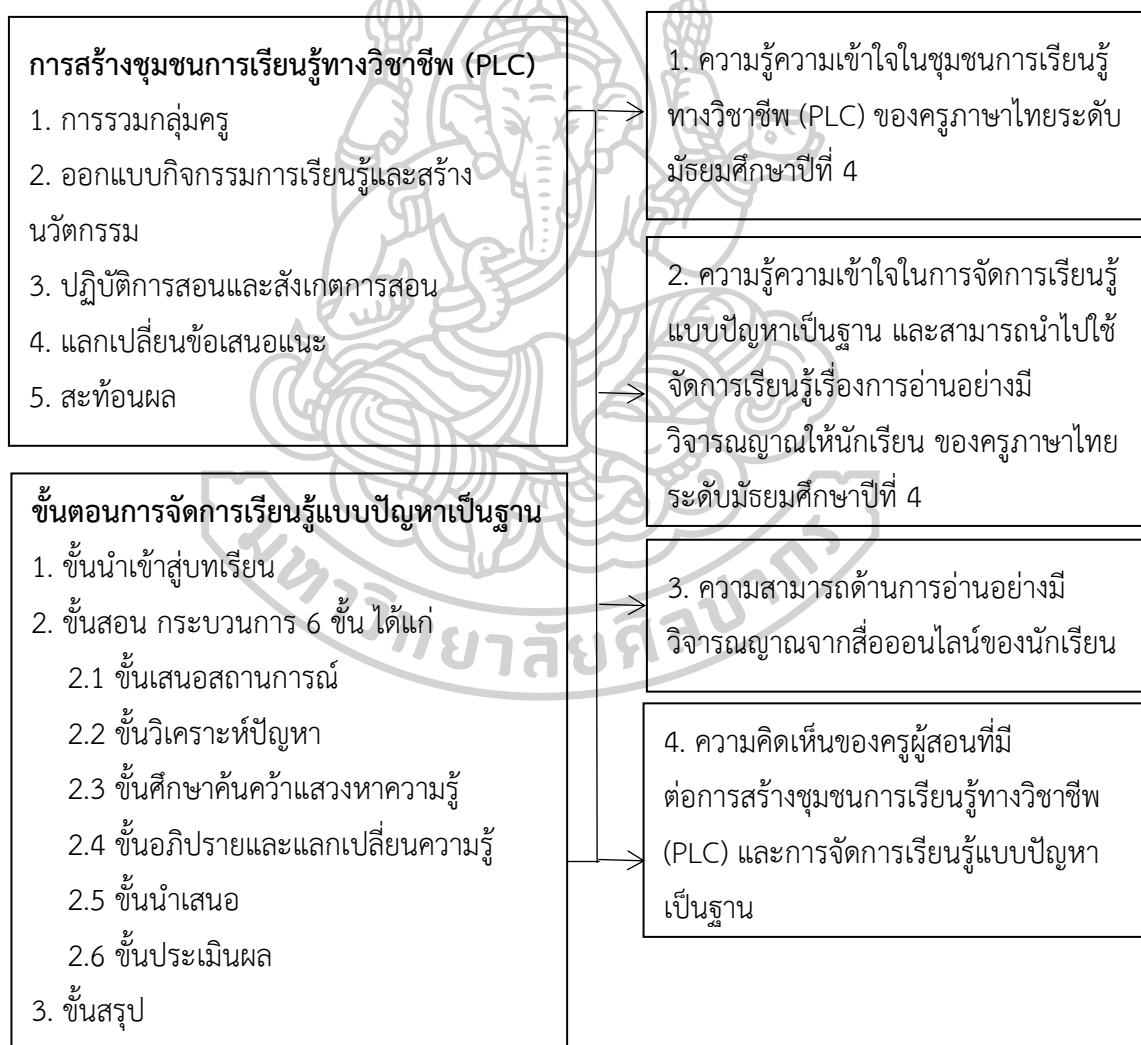 การสร้างชุมชนการเรียนรู้ทางวิชาชีพ (PLC)
1. การรวมกลุ่มครู
2. ออกแบบกิจกรรมการเรียนรู้และสร้าง
นวัตกรรม
3. ปฏิบัติการสอนและสังเกตการสอน
4. แลกเปลี่ยนข้อเสนอแนะ
5. สะท้อนผล
ขั้นตอนการจัดการเรียนรู้แบบปัญหาเป็นฐาน
1. ขั้นนำเข้าสู่บทเรียน
2. ขั้นสอน กระบวนการ 6 ขั้น ได้แก่
2.1 ขั้นเสนอสถานการณ์
2.2 ขั้นวิเคราะห์ปัญหา
2.3 ขั้นศึกษาค้นคว้าแสวงหาความรู้
2.4 ขั้นอภิปรายและแลกเปลี่ยนความรู้
2.5 ขั้นนำเสนอ
2.6 ขั้นประเมินผล
3. ขั้นสรุป
1. ความรู้ความเข้าใจในชุมชนการเรียนรู้
ทางวิชาชีพ (PLC) ของครูภาษาไทยระดับ
มัธยมศึกษาปีที่ 4
2. ความรู้ความเข้าใจในการจัดการเรียนรู้
แบบปัญหาเป็นฐาน และสามารถนำไปใช้
จัดการเรียนรู้เรื่องการอ่านอย่างมี
วิจารณญาณให้นักเรียน ของครูภาษาไทย
ระดับมัธยมศึกษาปีที่ 4
3. ความสามารถด้านการอ่านอย่างมี
วิจารณญาณจากสื่อออนไลน์ของนักเรียน
4. ความคิดเห็นของครูผู้สอนที่มี
ต่อการสร้างชุมชนการเรียนรู้ทางวิชาชีพ
(PLC) และการจัดการเรียนรู้แบบปัญหา
เป็นฐาน
มหาวิทยาลัยศิลปากร